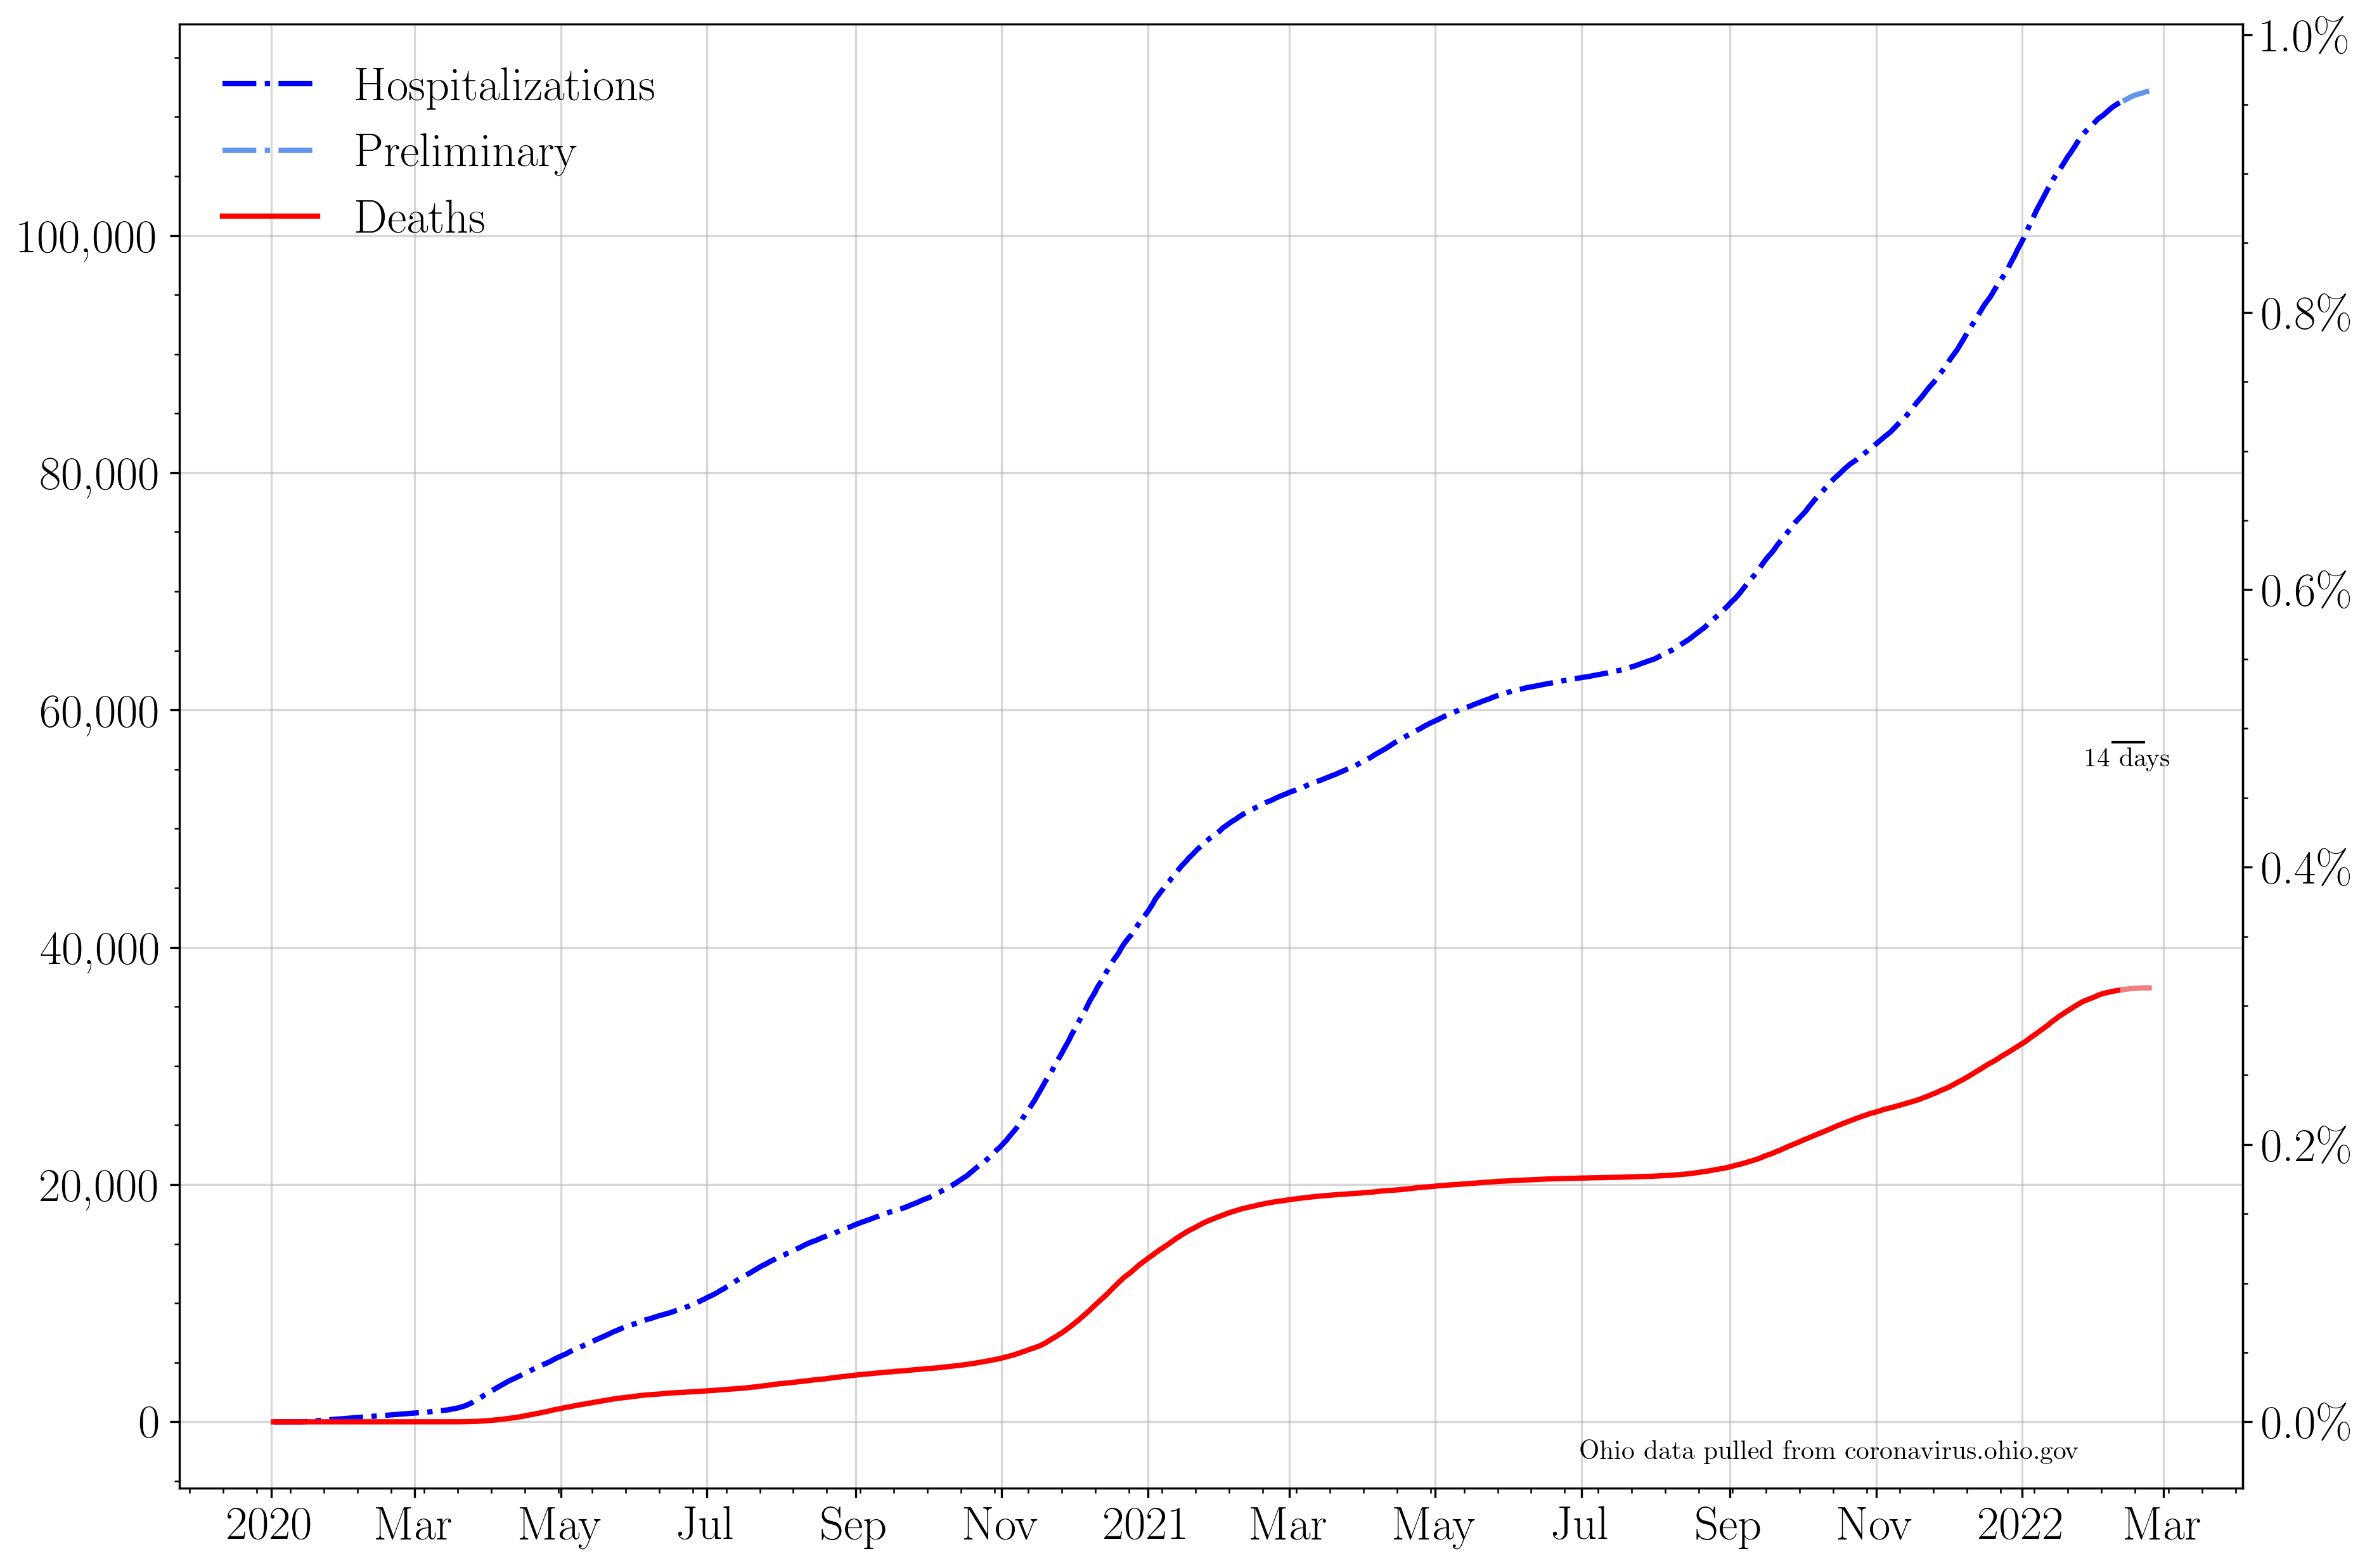 Hospitalizations
Preliminary
Deaths
100,000
80,000
60,000
40,000
20,000
0
1.0%
0.8%
0.6%
0.4%
0.2%
0.0%
14 days
Ohio data pulled from coronavirus.ohio.gov
2020 Mar May Jul Sep Nov 2021 Mar May Jul Sep Nov 2022 Mar